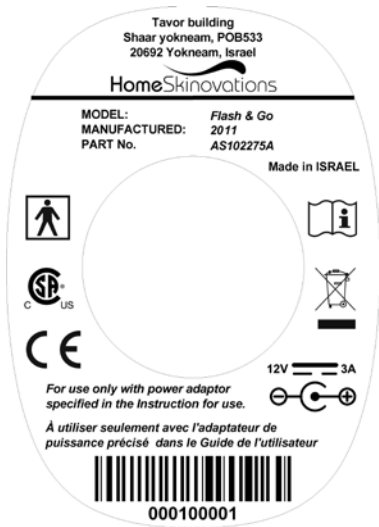 Tavor building
Shaar yokneam, POB533
20692 Yokneam, Israel
HomeSkinovations
MODEL: Flash & Go
MANUFACTURED: 2011
PART No. AS102275A
Made in ISRAEL
i
C SA US
CE
12V 3A
For use only with power adaptor
specified in the Instruction for use.
À utiliser seulement avec l'adaptateur de
puissance précisé dans le Guide de l'utilisateur
000100001